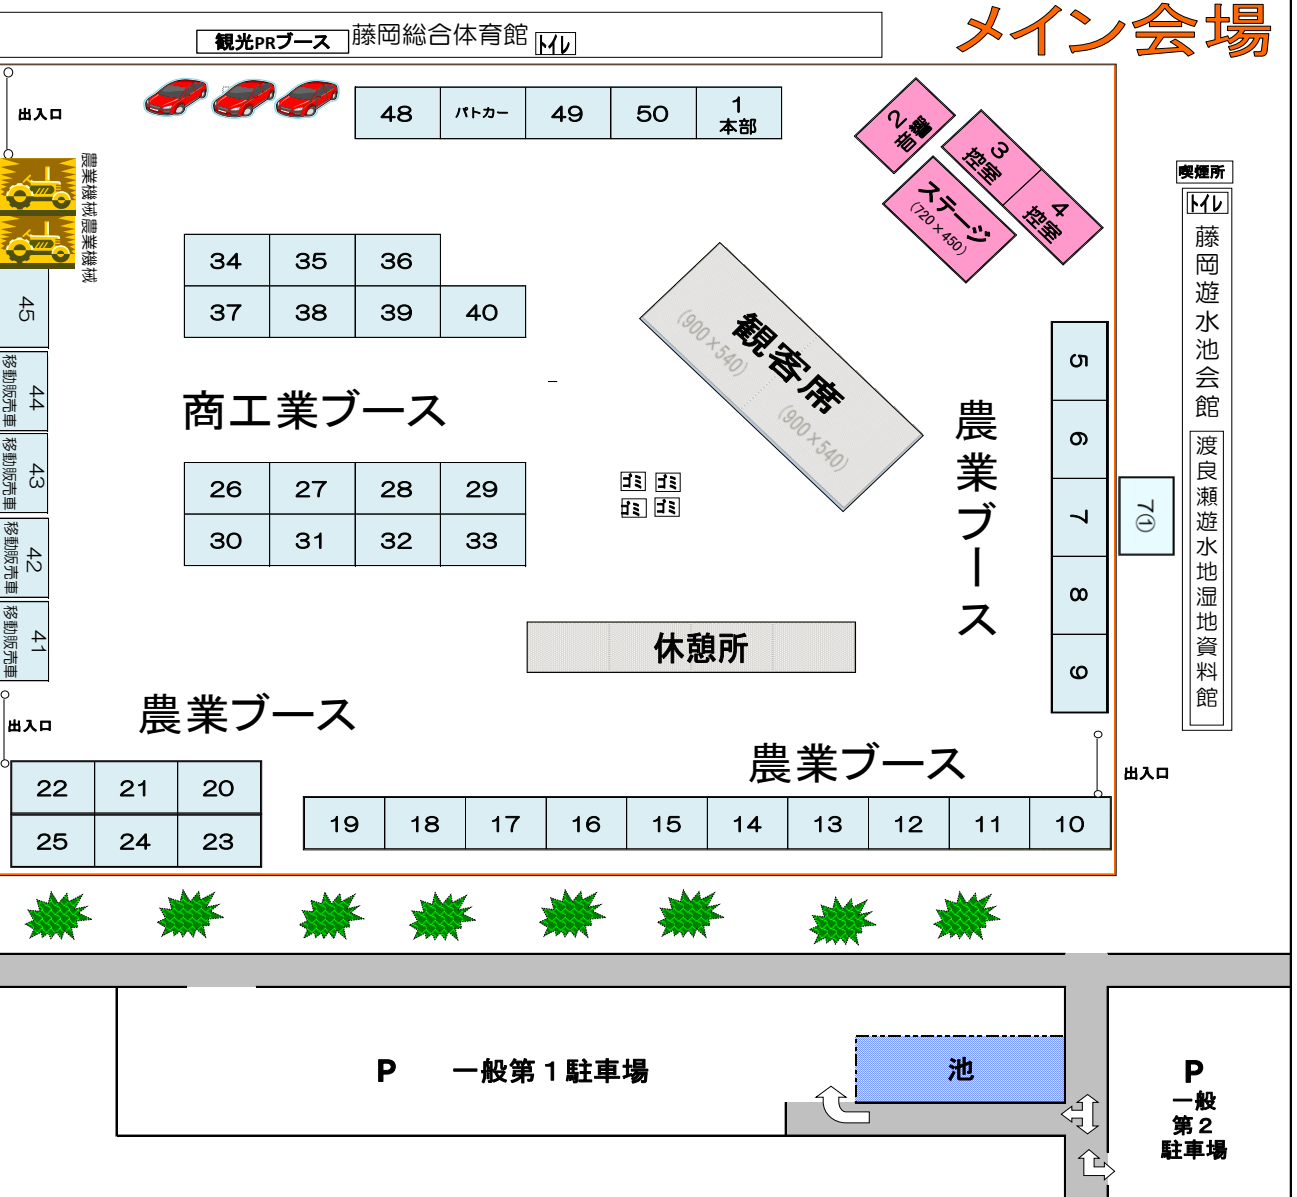 メイン会場
観光PRブース 藤岡総合体育館 トイレ
出入口
48 パトカー 49 50 1 本部
2 音響
3 控室
4 控室
ステージ
(720×450)
喫煙所
トイレ
藤岡遊水池会館
渡良瀬遊水地湿地資料館
農業機械農業機械
34 35 36
37 38 39 40
観客席
(900×540)
(900×540)
45
44 移動販売車
43 移動販売車
42 移動販売車
41 移動販売車
商工業ブース
農業ブース
5
6
7
8
9
7①
26 27 28 29
30 31 32 33
ゴミ ゴミ
ゴミ ゴミ
休憩所
農業ブース
出入口
農業ブース
出入口
22 21 20
25 24 23
19 18 17 16 15 14 13 12 11 10
P 一般第1駐車場
池
P
一般
第2
駐車場